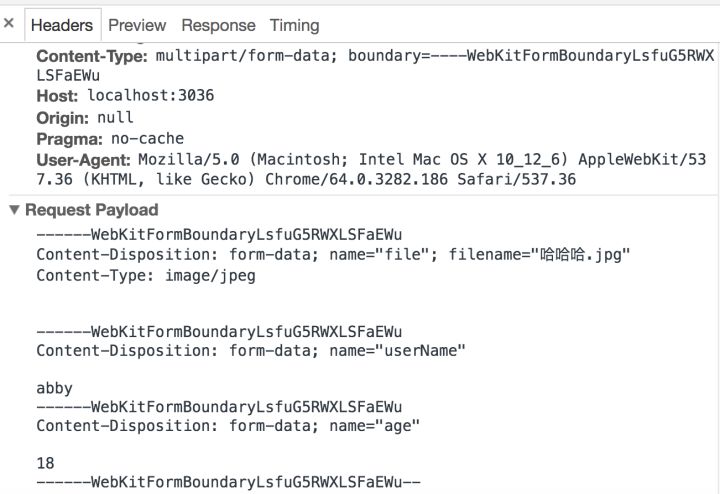 × Headers Preview Response Timing
Content-Type: multipart/form-data; boundary=----WebKitFormBoundaryLsfuG5RWX
LSFaEWu
Host: localhost:3036
Origin: null
Pragma: no-cache
User-Agent: Mozilla/5.0 (Macintosh; Intel Mac OS X 10_12_6) AppleWebKit/53
7.36 (KHTML, like Gecko) Chrome/64.0.3282.186 Safari/537.36
▼ Request Payload
------WebKitFormBoundaryLsfuG5RWXLSFaEWu
Content-Disposition: form-data; name="file"; filename="哈哈哈.jpg"
Content-Type: image/jpeg
------WebKitFormBoundaryLsfuG5RWXLSFaEWu
Content-Disposition: form-data; name="userName"
abby
------WebKitFormBoundaryLsfuG5RWXLSFaEWu
Content-Disposition: form-data; name="age"
18
------WebKitFormBoundaryLsfuG5RWXLSFaEWu--